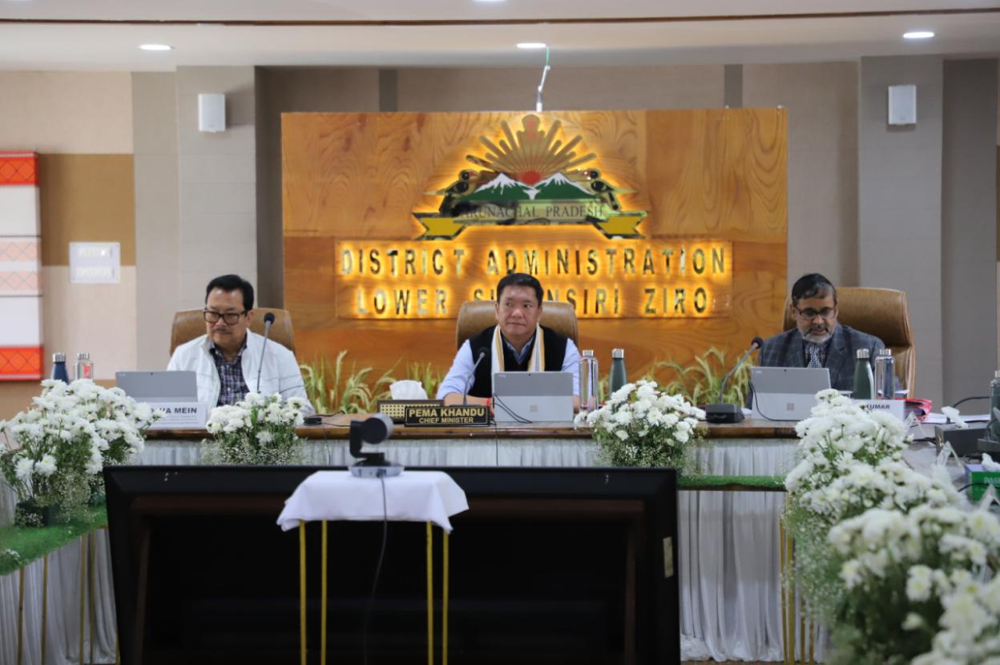 ARUNACHAL PRADESH
DISTRICT ADMINISTRATION
LOWER SUBANSIRI ZIRO
MEIN
PEMA KHANDU
CHIEF MINISTER
KUMAR